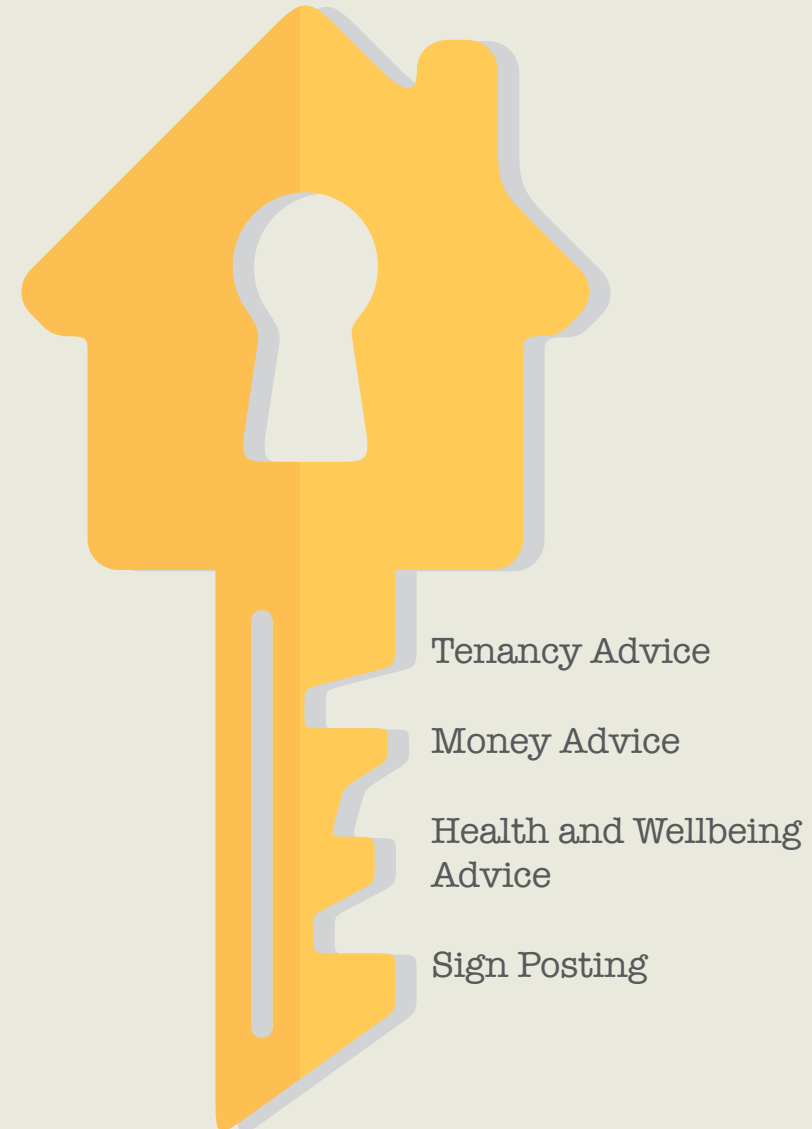 Tenancy Advice
Money Advice
Health and Wellbeing
Advice
Sign Posting